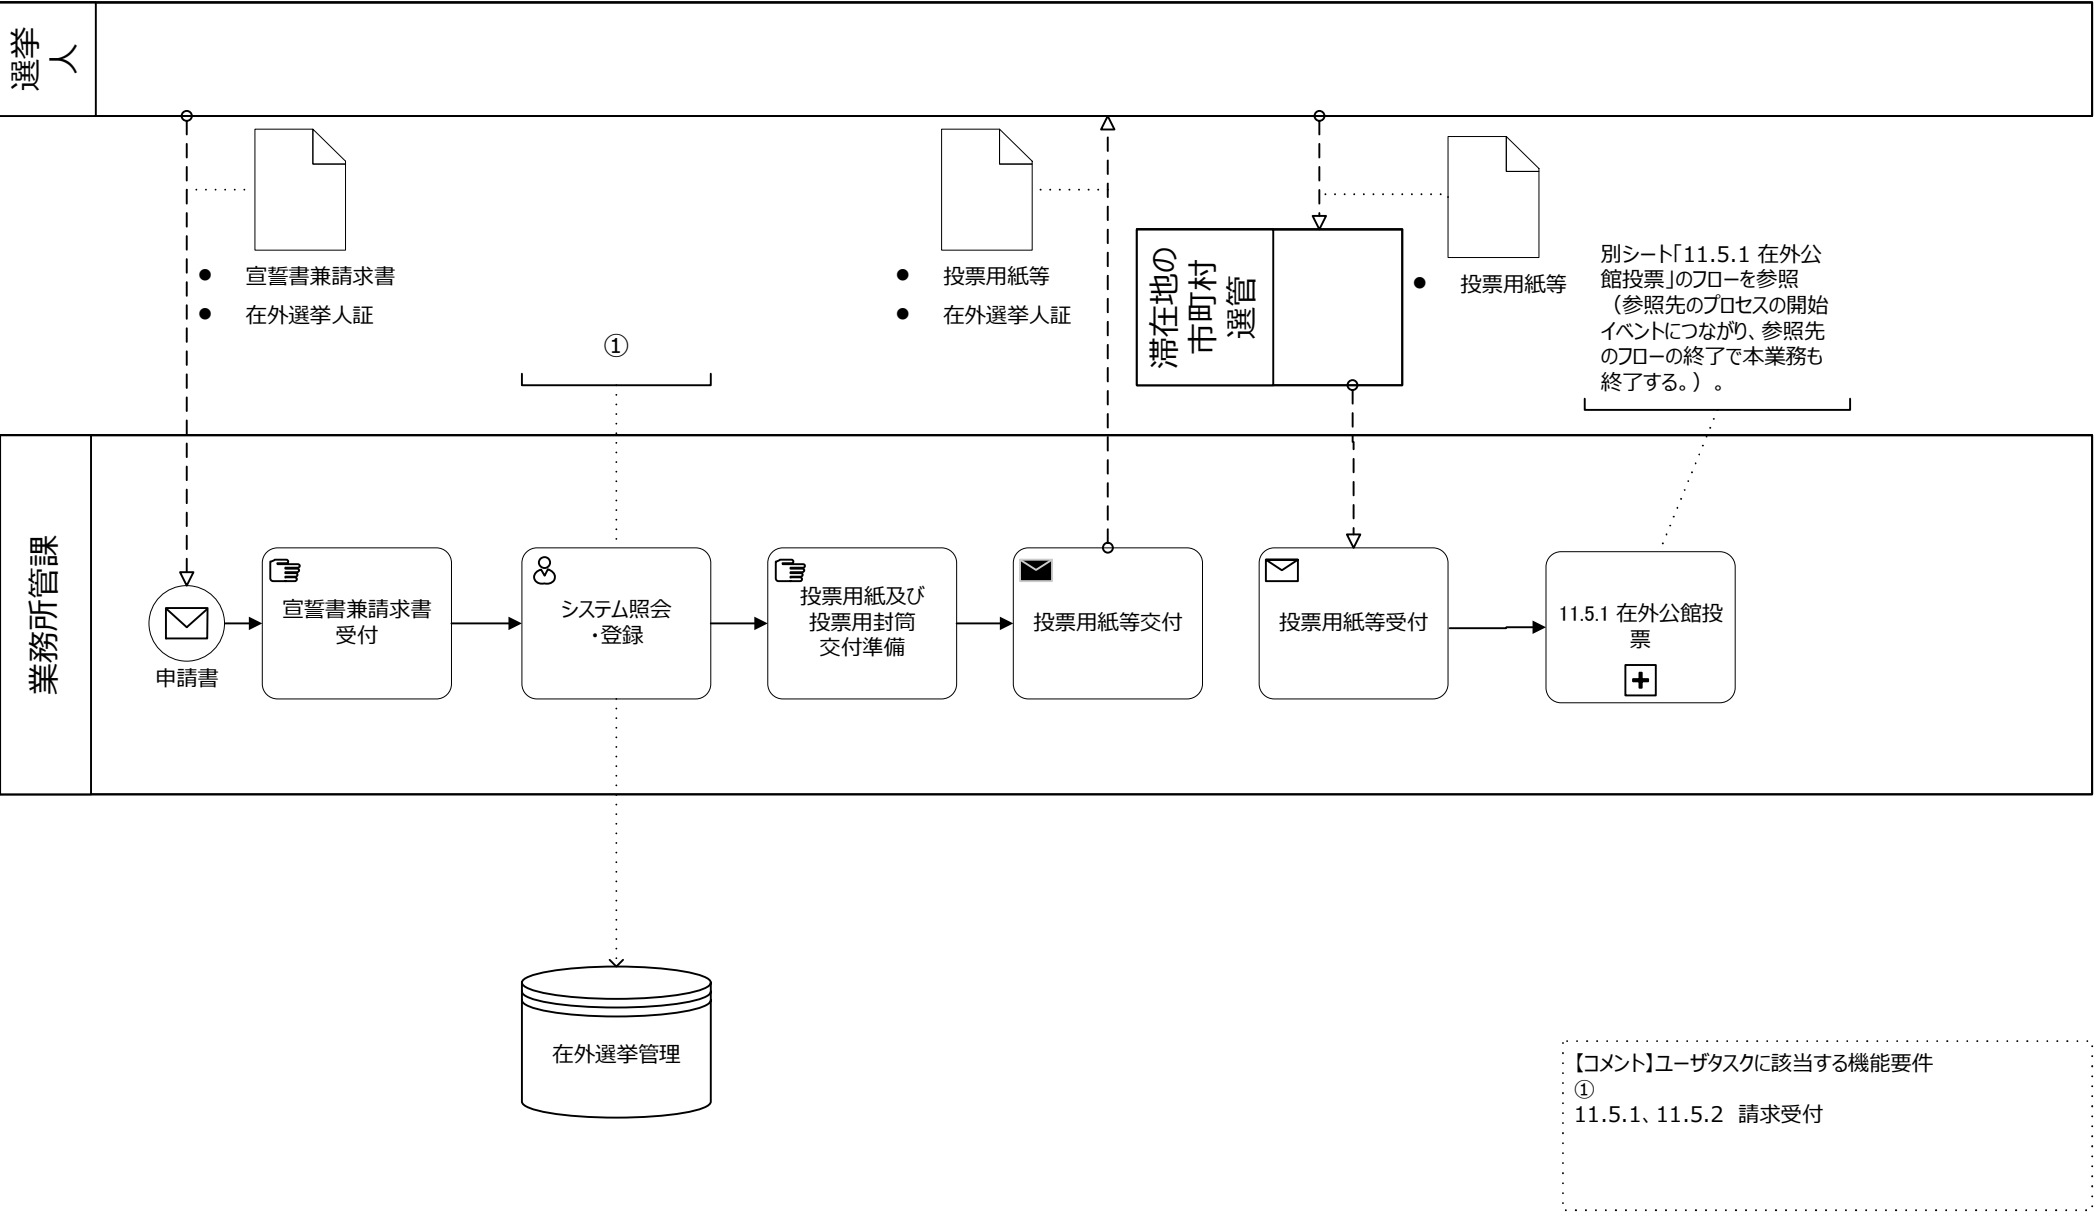 選挙
人
● 宣誓書兼請求書
● 在外選挙人証
● 投票用紙等
● 在外選挙人証
滞在地の
市町村
選管
● 投票用紙等
別シート「11.5.1 在外公
館投票」のフローを参照
（参照先のプロセスの開始
イベントにつながり、参照先
のフローの終了で本業務も
終了する。）。
①
業務所管課
申請書
宣誓書兼請求書
受付
システム照会
・登録
投票用紙及び
投票用封筒
交付準備
投票用紙等交付
投票用紙等受付
11.5.1 在外公館投
票
在外選挙管理
【コメント】ユーザタスクに該当する機能要件
①
11.5.1、11.5.2 請求受付